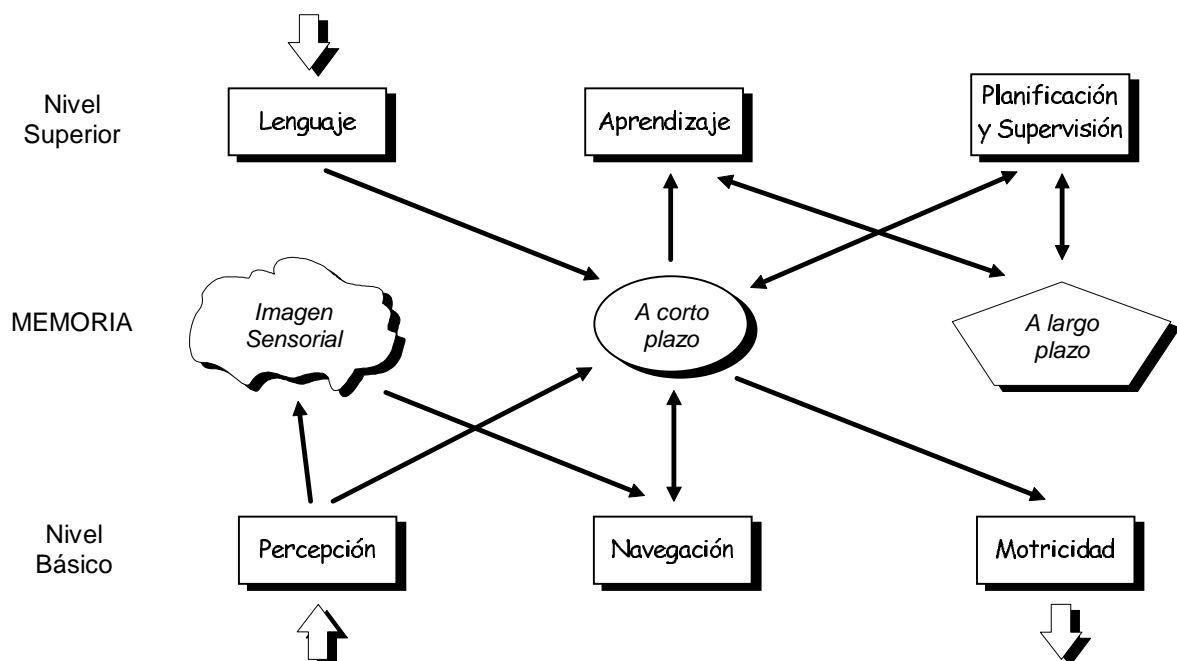 Nivel
Superior
Lenguaje
Aprendizaje
Planificación
y Supervisión
MEMORIA
Imagen
Sensorial
A corto
plazo
A largo
plazo
Nivel
Básico
Percepción
Navegación
Motricidad